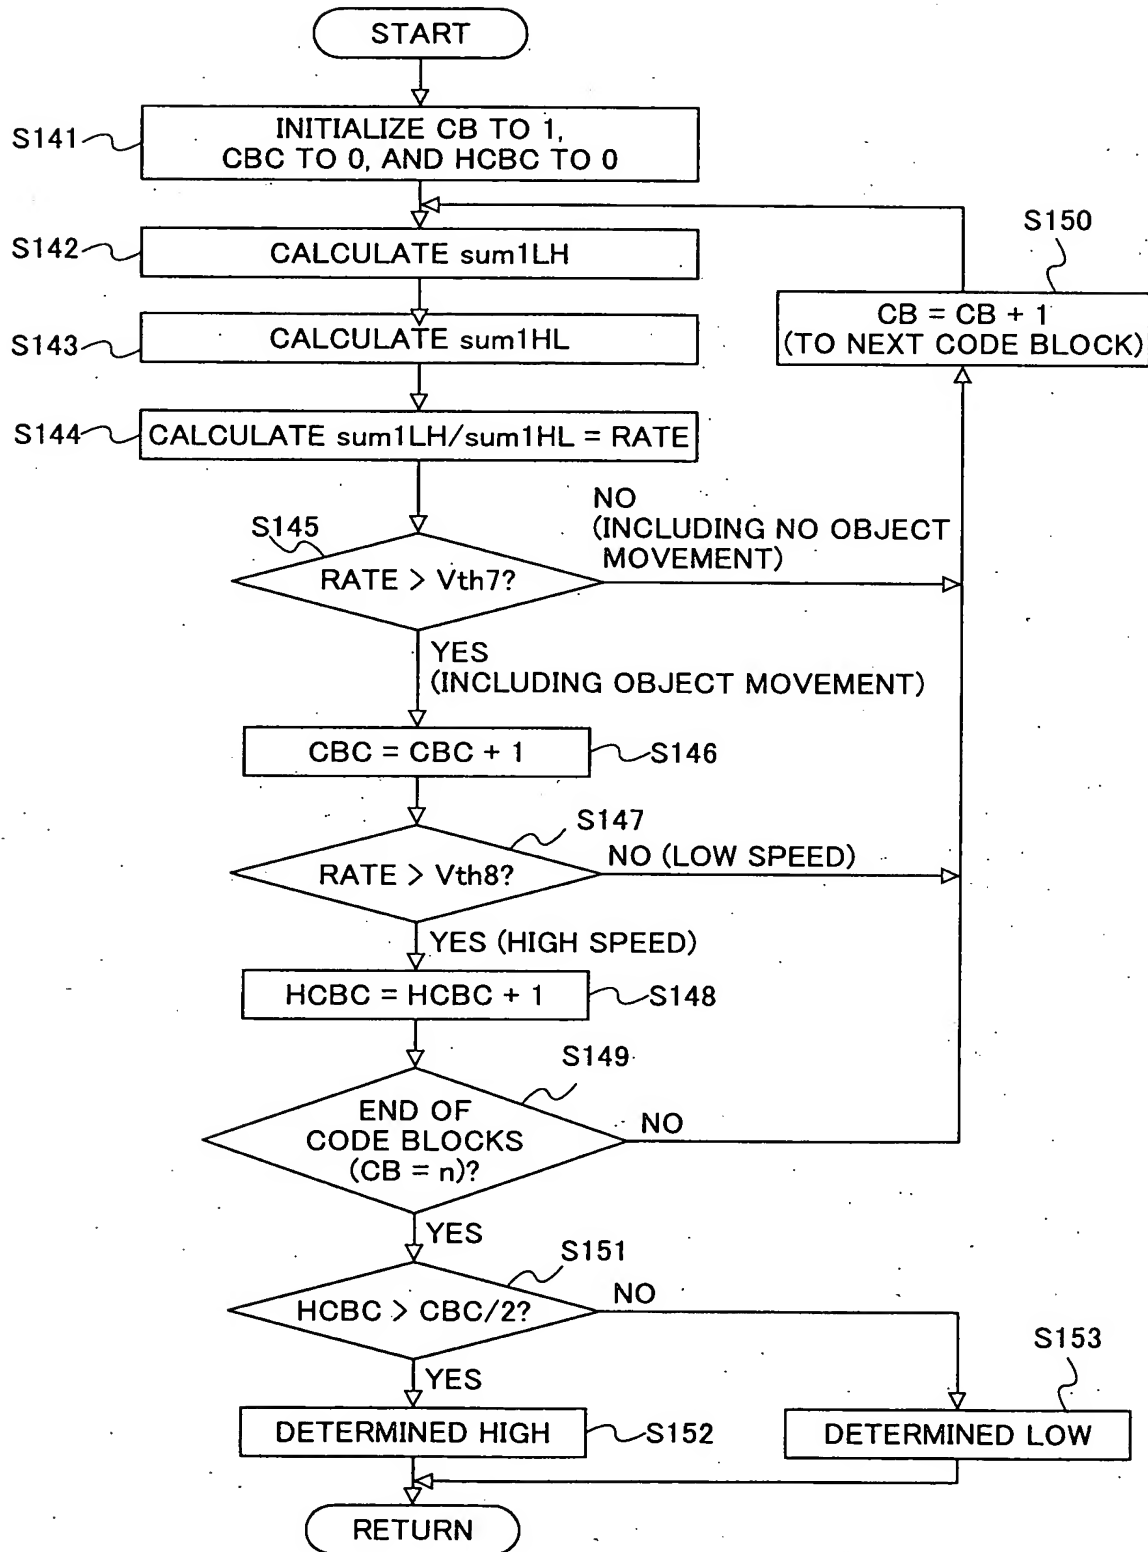 START
S141
INITIALIZE CB TO 1,
CBC TO 0, AND HCBC TO 0
S142
CALCULATE sum1LH
S150
CB = CB + 1
(TO NEXT CODE BLOCK)
S143
CALCULATE sum1HL
S144
CALCULATE sum1LH/sum1HL = RATE
S145
RATE > Vth7?
NO
(INCLUDING NO OBJECT
MOVEMENT)
YES
(INCLUDING OBJECT MOVEMENT)
CBC = CBC + 1
S146
S147
RATE > Vth8?
NO (LOW SPEED)
YES (HIGH SPEED)
HCBC = HCBC + 1
S148
S149
END OF
CODE BLOCKS
(CB = n)?
NO
YES
S151
HCBC > CBC/2?
NO
YES
S153
DETERMINED HIGH
S152
DETERMINED LOW
RETURN